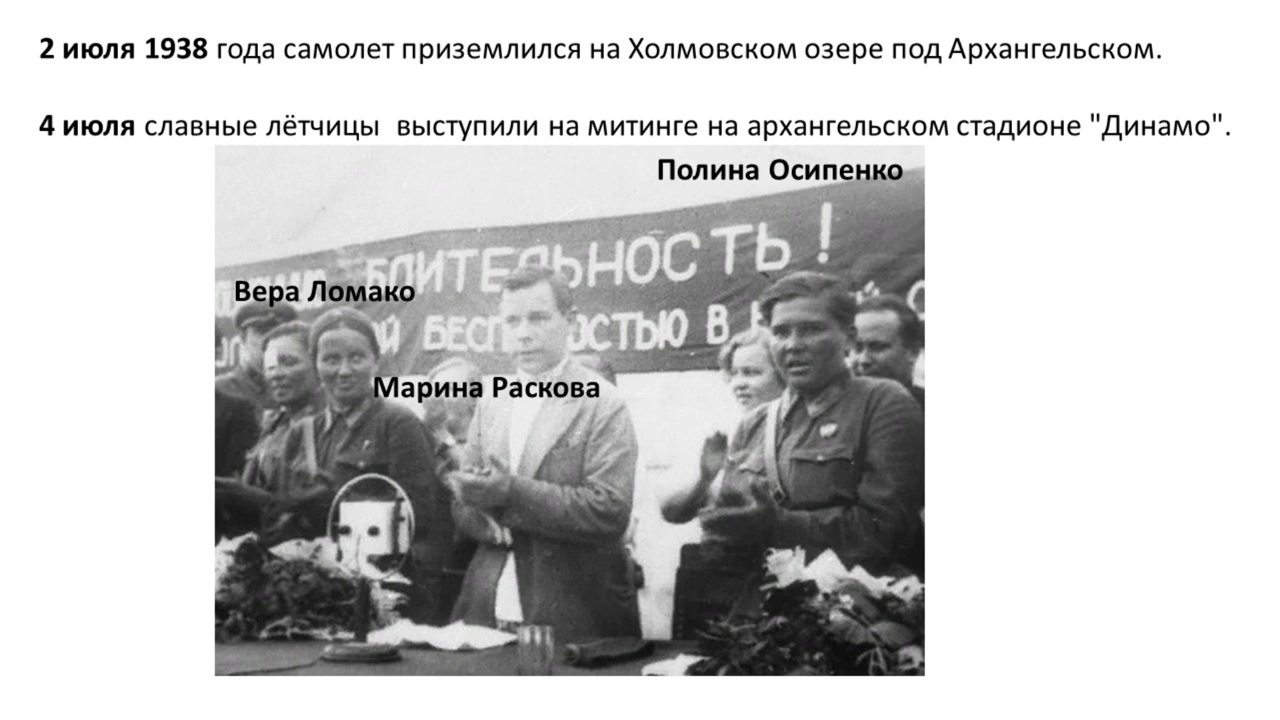 2 июля 1938 года самолет приземлился на Холмовском озере под Архангельском.
4 июля славные лётчицы выступили на митинге на архангельском стадионе "Динамо".
Полина Осипенко
БДИТЕЛЬНОСТЬ !
Вера Ломако
В
Марина Раскова